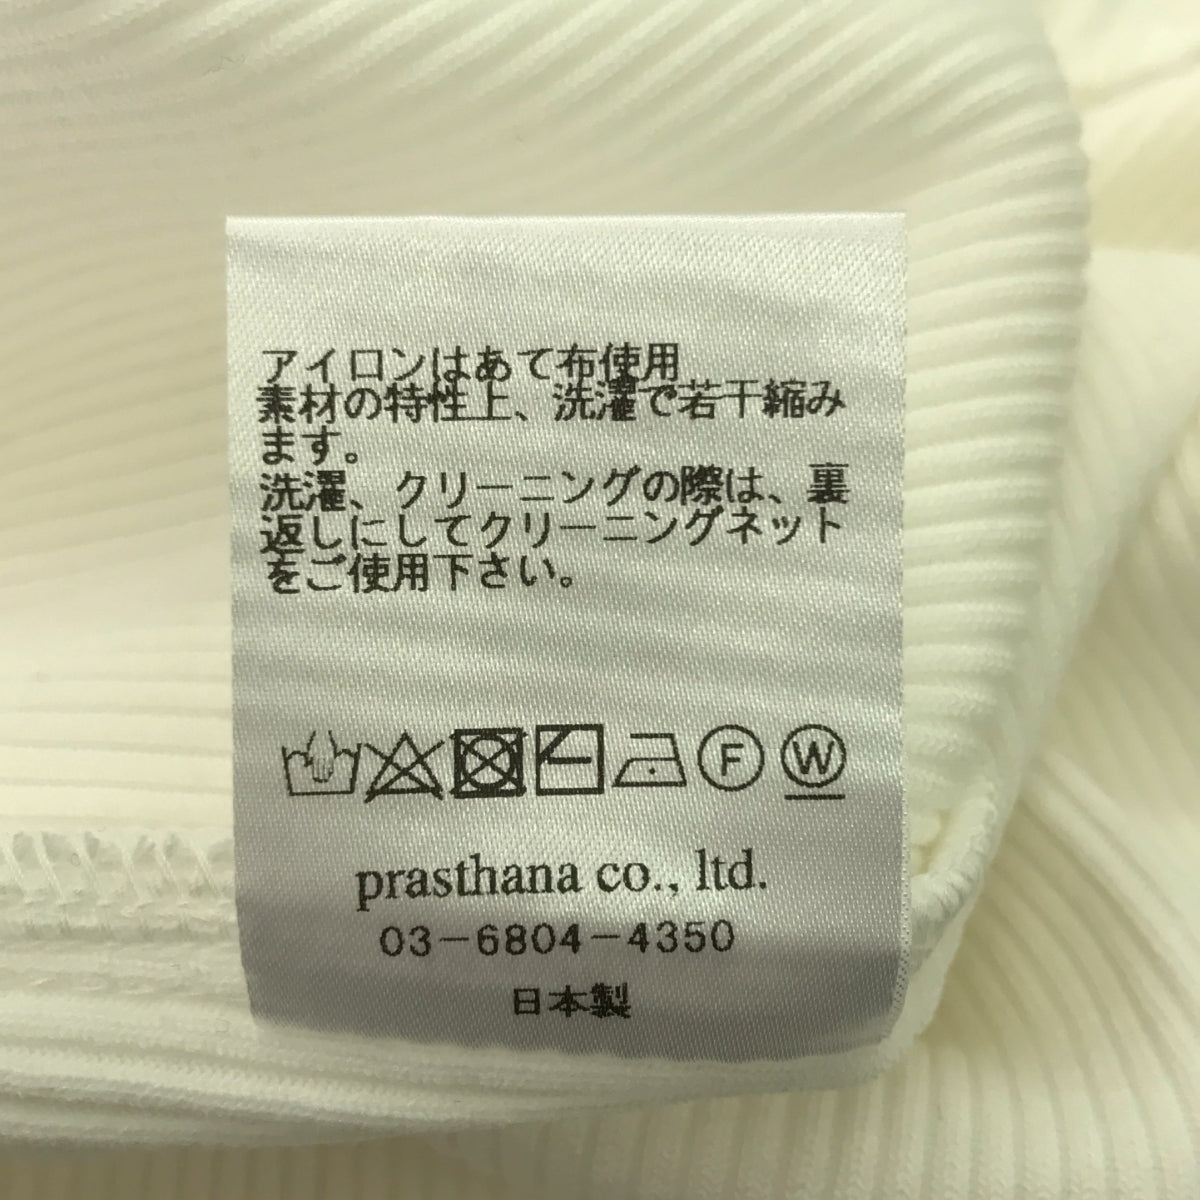 アイロンはあて布使用
素材の特性上、洗濯で若干縮み
ます。
洗濯、クリーニングの際は、裏
返しにしてクリーニングネット
をご使用下さい。
F W
prasthana co., ltd.
03-6804-4350
日本製